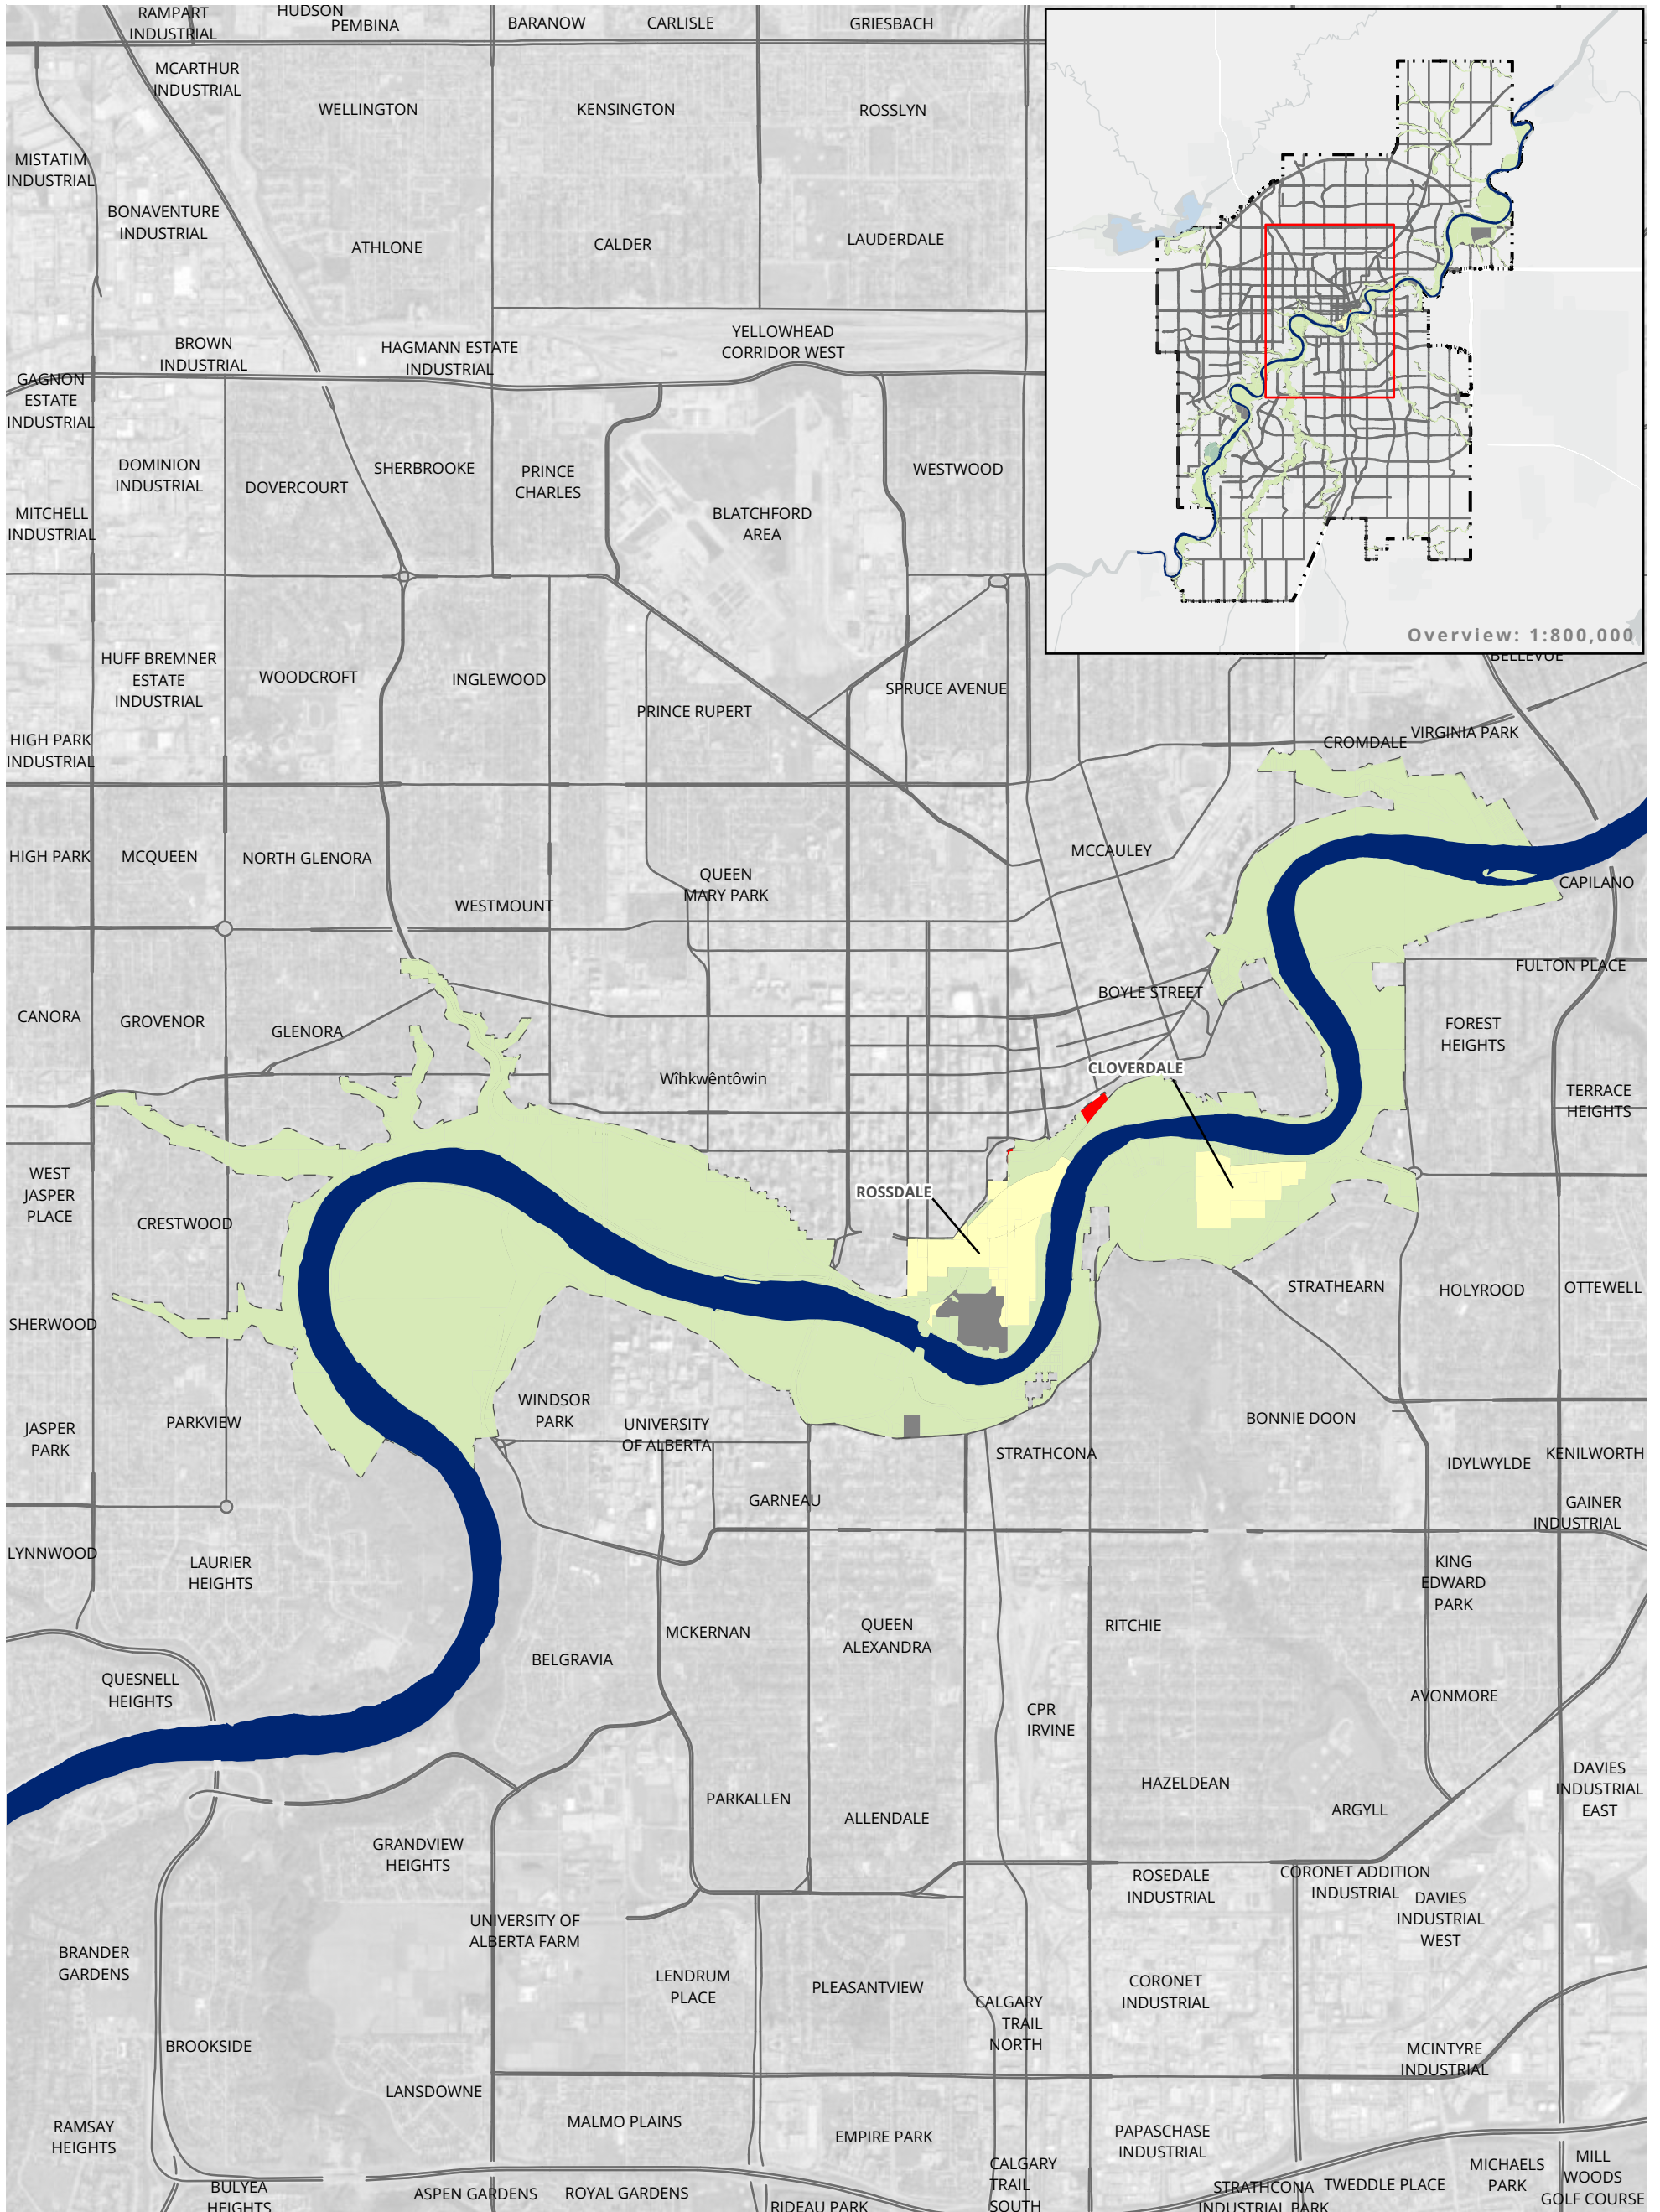 RAMPART
INDUSTRIAL
HUDSON
PEMBINA
BARANOW
CARLISLE
GRIESBACH
MCARTHUR
INDUSTRIAL
WELLINGTON
KENSINGTON
ROSSLYN
MISTATIM
INDUSTRIAL
BONAVENTURE
INDUSTRIAL
ATHLONE
CALDER
LAUDERDALE
BROWN
INDUSTRIAL
HAGMANN ESTATE
INDUSTRIAL
YELLOWHEAD
CORRIDOR WEST
GAGNON
ESTATE
INDUSTRIAL
DOMINION
INDUSTRIAL
DOVERCOURT
SHERBROOKE
PRINCE
CHARLES
WESTWOOD
MITCHELL
INDUSTRIAL
BLATCHFORD
AREA
Overview: 1:800,000
BELLEVUE
HUFF BREMNER
ESTATE
INDUSTRIAL
WOODCROFT
INGLEWOOD
PRINCE RUPERT
SPRUCE AVENUE
HIGH PARK
INDUSTRIAL
CROMDALE
VIRGINIA PARK
HIGH PARK
MCQUEEN
NORTH GLENORA
WESTMOUNT
QUEEN
MARY PARK
MCCAULEY
CAPILANO
FULTON PLACE
CANORA
GROVENOR
GLENORA
BOYLE STREET
FOREST
HEIGHTS
Wîhkwêntôwin
CLOVERDALE
TERRACE
HEIGHTS
WEST
JASPER
PLACE
CRESTWOOD
ROSSDALE
STRATHEARN
HOLYROOD
OTTEWELL
SHERWOOD
JASPER
PARK
PARKVIEW
WINDSOR
PARK
UNIVERSITY
OF ALBERTA
STRATHCONA
BONNIE DOON
IDYLWYLDE
KENILWORTH
GARNEAU
GAINER
INDUSTRIAL
LYNNWOOD
LAURIER
HEIGHTS
KING
EDWARD
PARK
MCKERNAN
QUEEN
ALEXANDRA
RITCHIE
BELGRAVIA
QUESNELL
HEIGHTS
CPR
IRVINE
AVONMORE
HAZELDEAN
DAVIES
INDUSTRIAL
EAST
PARKALLEN
ALLENDALE
ARGYLL
GRANDVIEW
HEIGHTS
ROSEDALE
INDUSTRIAL
CORONET ADDITION
INDUSTRIAL
DAVIES
INDUSTRIAL
WEST
UNIVERSITY OF
ALBERTA FARM
BRANDER
GARDENS
LENDRUM
PLACE
PLEASANTVIEW
CORONET
INDUSTRIAL
CALGARY
TRAIL
NORTH
BROOKSIDE
MCINTYRE
INDUSTRIAL
LANSDOWNE
RAMSAY
HEIGHTS
MALMO PLAINS
EMPIRE PARK
PAPASCHASE
INDUSTRIAL
BULYEA
HEIGHTS
ASPEN GARDENS
ROYAL GARDENS
RIDEAU PARK
CALGARY
TRAIL
SOUTH
STRATHCONA
INDUSTRIAL PARK
TWEDDLE PLACE
MICHAELS
PARK
MILL
WOODS
GOLF COURSE